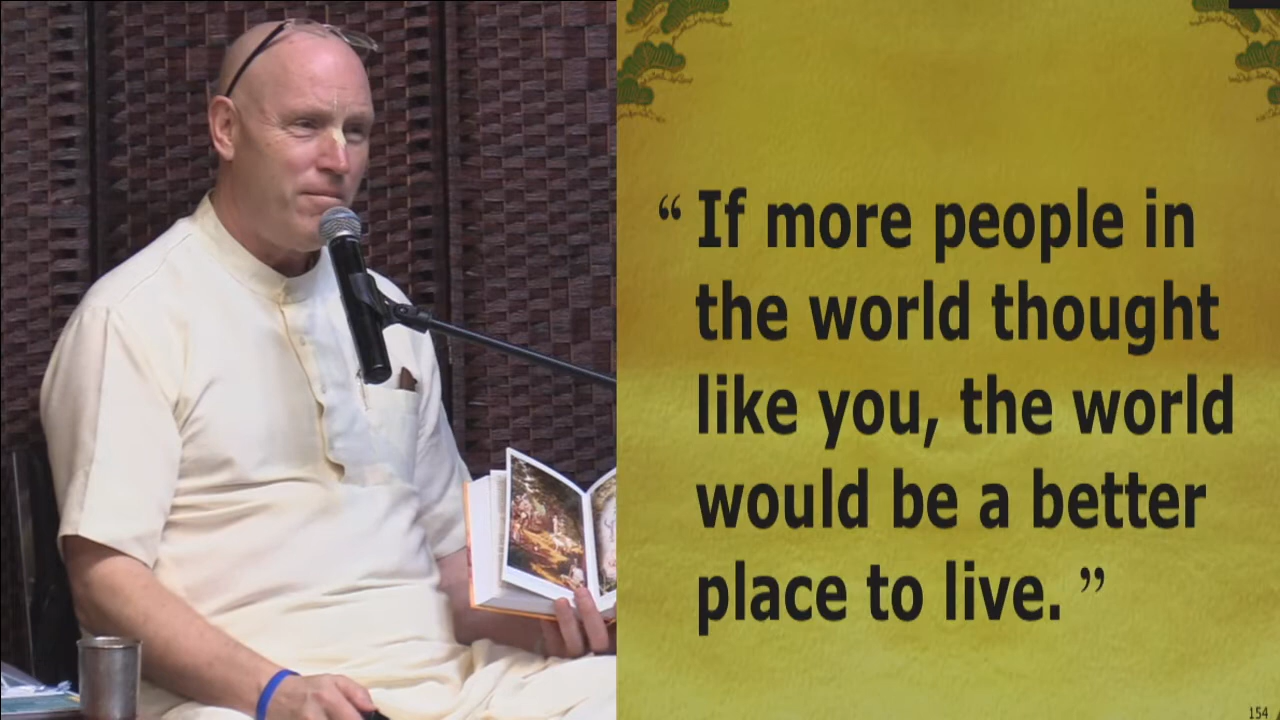 “ If more people in
the world thought
like you, the world
would be a better
place to live. ”
154